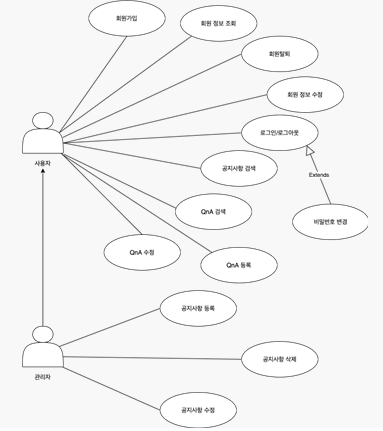 회원가입
회원 정보 조회
회원탈퇴
회원 정보 수정
로그인/로그아웃
공지사항 검색
Extends
사용자
QnA 검색
비밀번호 변경
QnA 수정
QnA 등록
공지사항 등록
공지사항 삭제
관리자
공지사항 수정